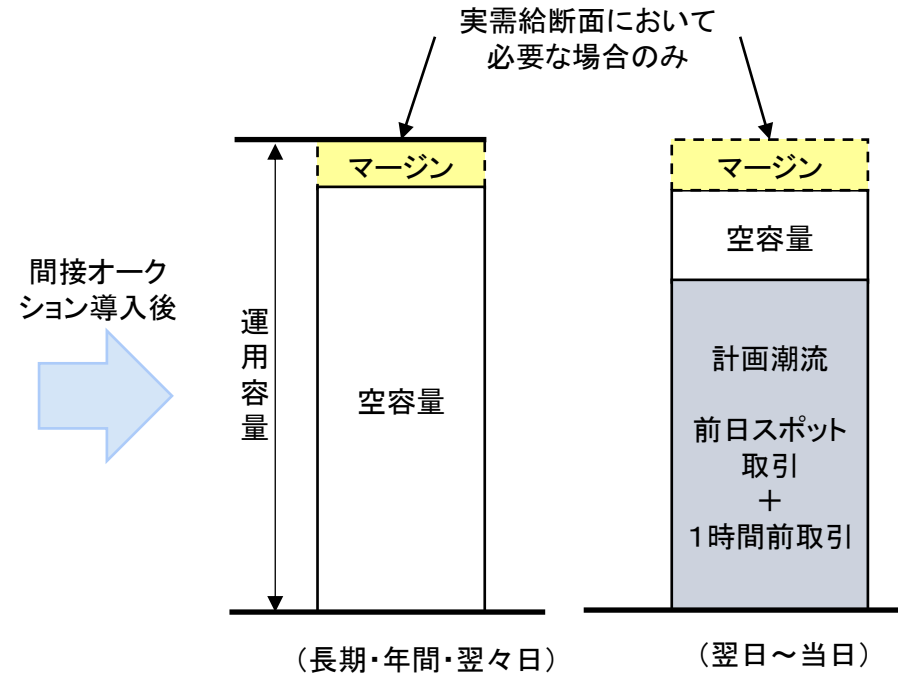 実需給断面において
必要な場合のみ
間接オーク
ション導入後
運用容量
マージン
空容量
（長期・年間・翌々日）
マージン
空容量
計画潮流
前日スポット
取引
＋
１時間前取引
（翌日～当日）